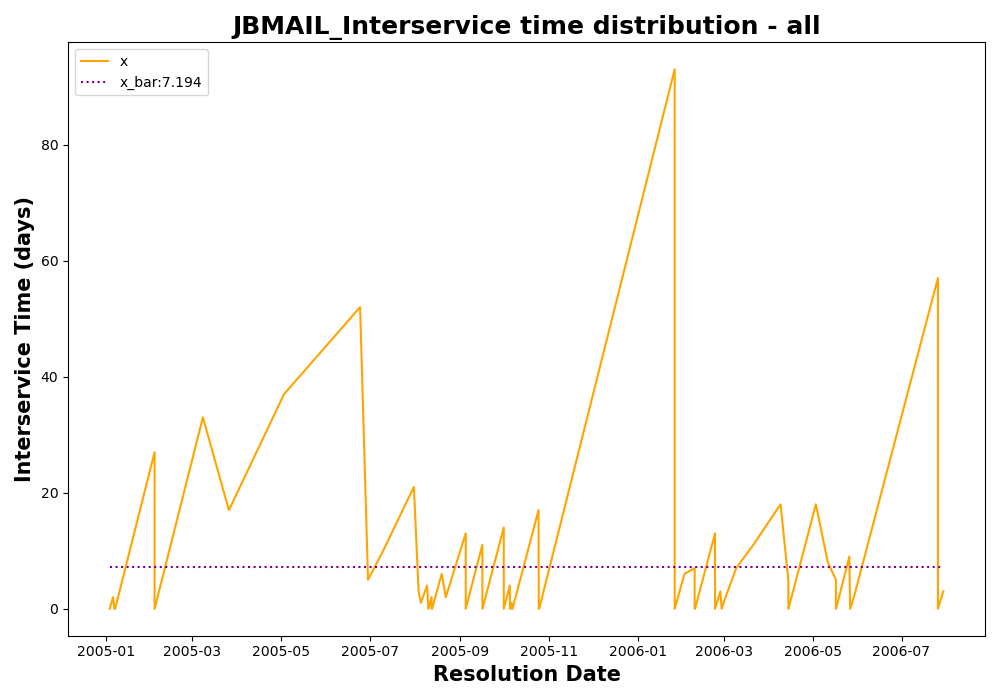 JBMAIL_Interservice time distribution - all
x
x_bar:7.194
Interservice Time (days)
80
60
40
20
0
2005-01 2005-03 2005-05 2005-07 2005-09 2005-11 2006-01 2006-03 2006-05 2006-07
Resolution Date